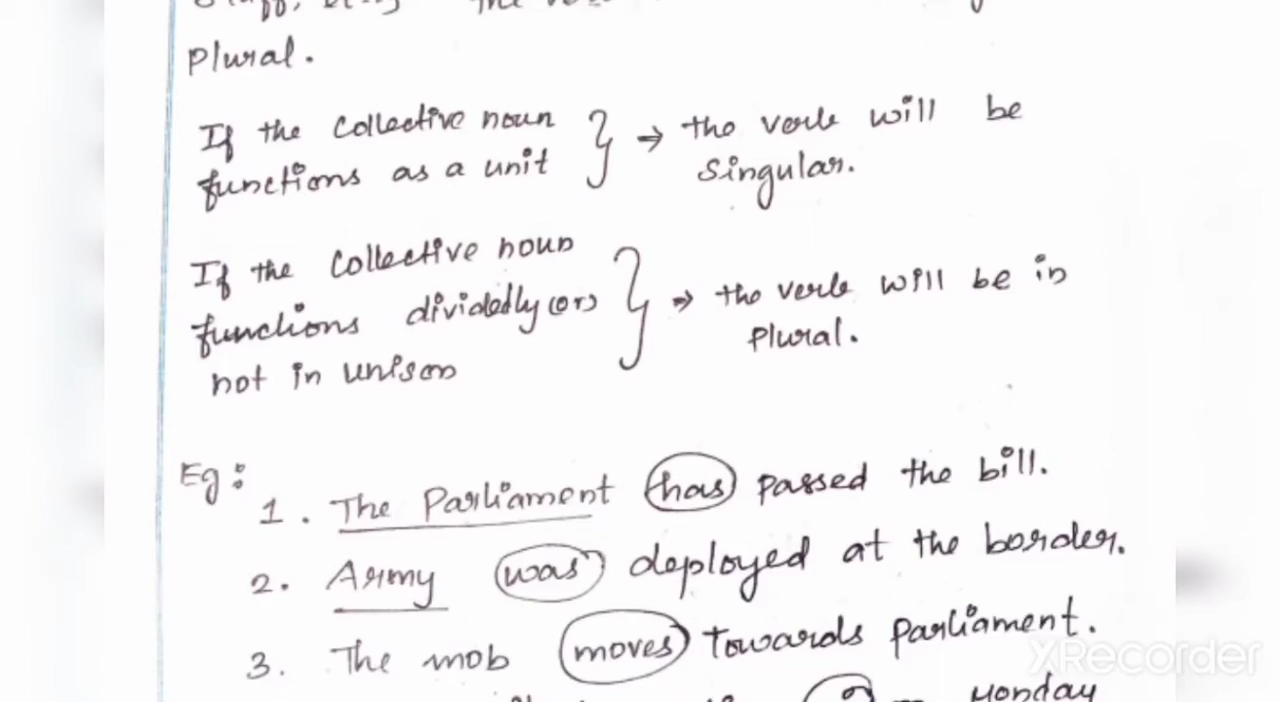 plural.
If the collective noun
functions as a unit } → the verb will be
singular.
If the collective noun
functions dividedly (or)
not in unison } → the verb will be in
plural.
Eg:
1. The Parliament has passed the bill.
2. Army was deployed at the border.
3. The mob moves towards parliament.
Monday
XRecorder